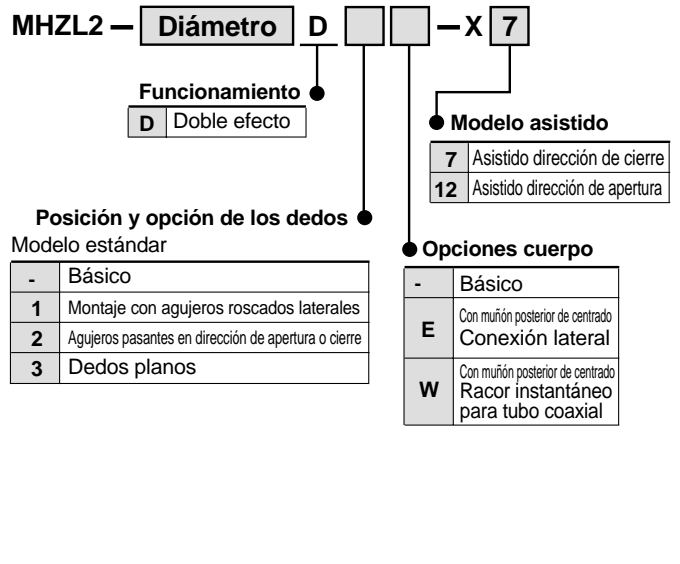 MHZL2 — Diámetro D — X 7
Funcionamiento
D Doble efecto
Modelo asistido
7 Asistido dirección de cierre
12 Asistido dirección de apertura
Posición y opción de los dedos
Modelo estándar
- Básico
1 Montaje con agujeros roscados laterales
2 Agujeros pasantes en dirección de apertura o cierre
3 Dedos planos
Opciones cuerpo
- Básico
E Con muñón posterior de centrado
Conexión lateral
W Con muñón posterior de centrado
Racor instantáneo
para tubo coaxial